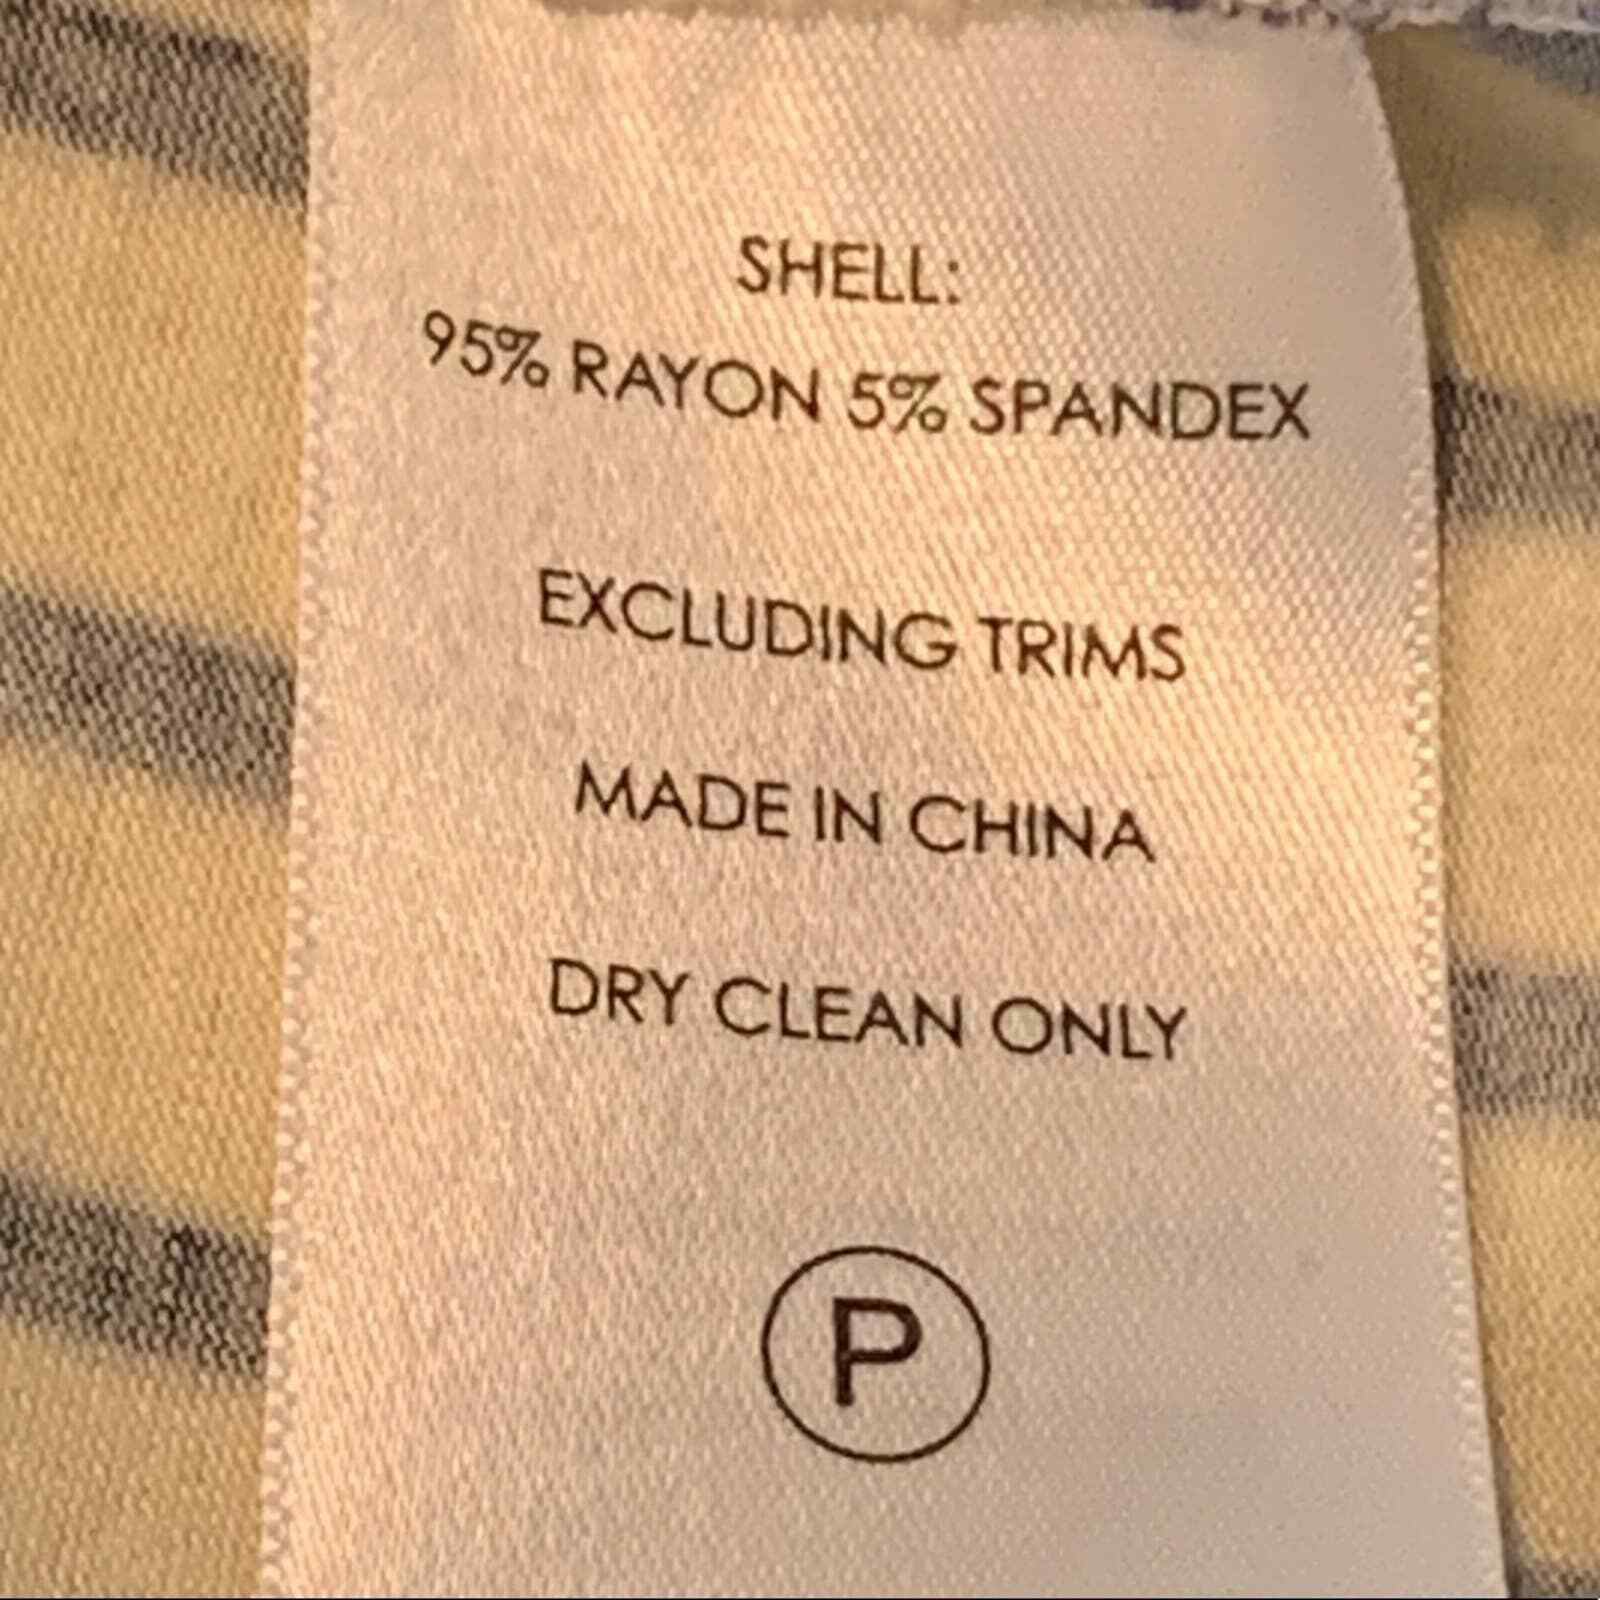 SHELL:
95% RAYON 5% SPANDEX
EXCLUDING TRIMS
MADE IN CHINA
DRY CLEAN ONLY
P